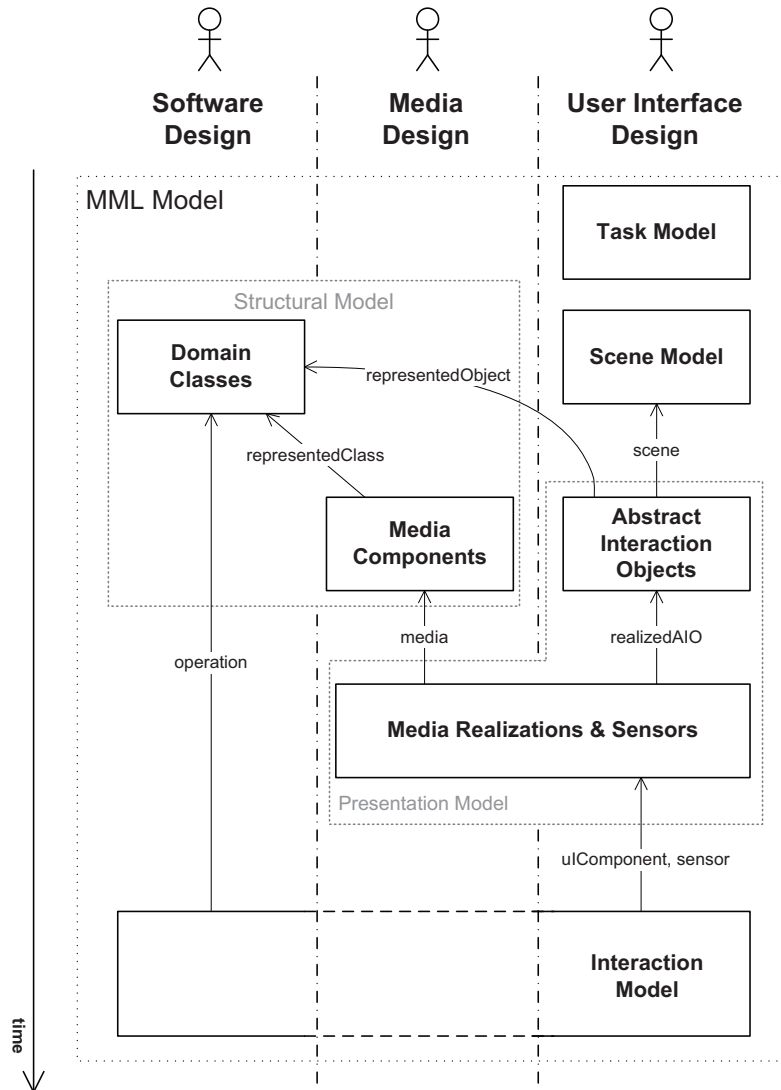 Software
Design
Media
Design
User Interface
Design
MML Model
Task Model
Structural Model
Domain
Classes
Scene Model
representedObject
representedClass
scene
Media
Components
Abstract
Interaction
Objects
operation
media
realizedAIO
Media Realizations & Sensors
Presentation Model
uIComponent, sensor
Interaction
Model
time